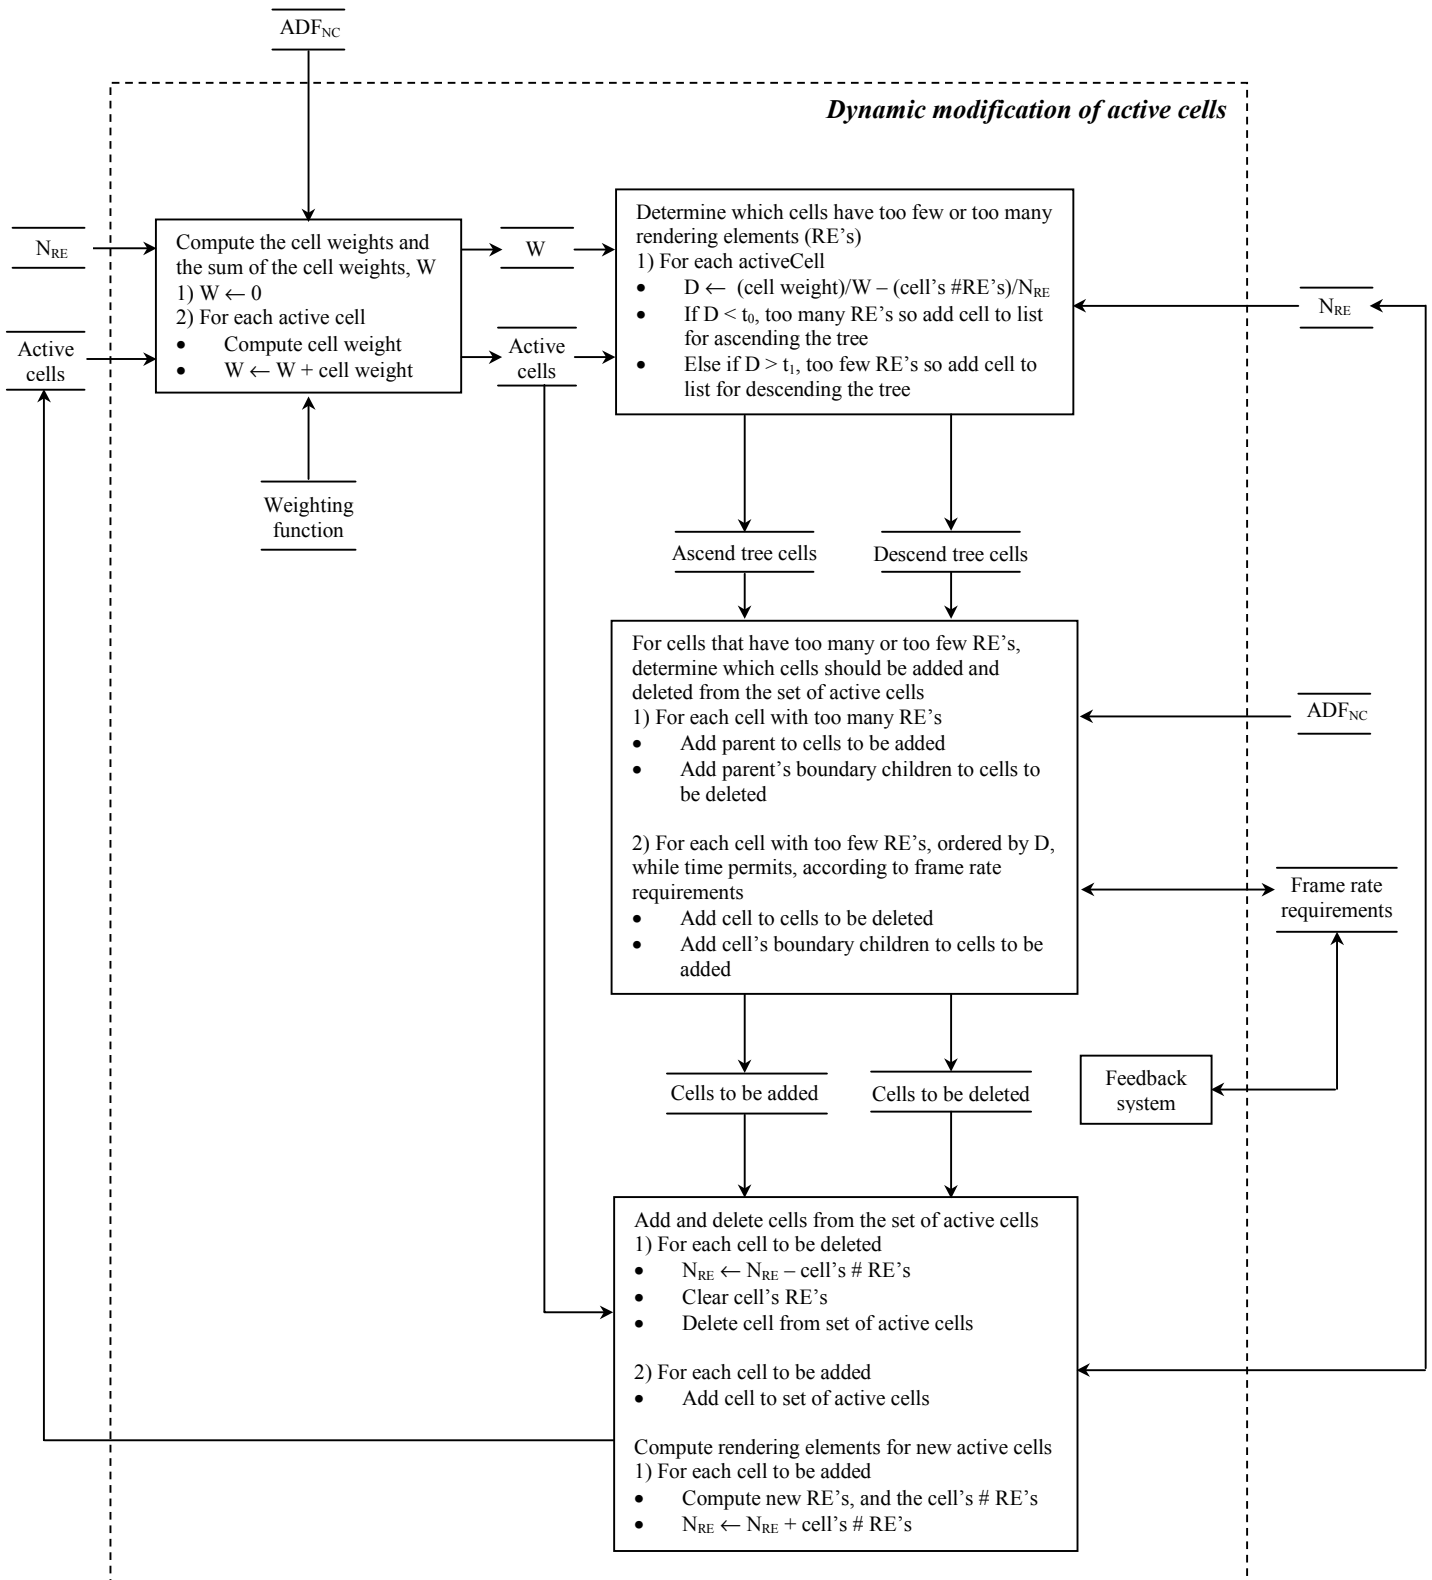 ADF_NC
Dynamic modification of active cells
N_RE
Active
cells
Compute the cell weights and
the sum of the cell weights, W
1) W ← 0
2) For each active cell
• Compute cell weight
• W ← W + cell weight
Weighting
function
W
Active
cells
Determine which cells have too few or too many
rendering elements (RE’s)
1) For each activeCell
• D ← (cell weight)/W – (cell’s #RE’s)/N_RE
• If D < t_0, too many RE’s so add cell to list
for ascending the tree
• Else if D > t_1, too few RE’s so add cell to
list for descending the tree
N_RE
Ascend tree cells
Descend tree cells
For cells that have too many or too few RE’s,
determine which cells should be added and
deleted from the set of active cells
1) For each cell with too many RE’s
• Add parent to cells to be added
• Add parent’s boundary children to cells to
be deleted
2) For each cell with too few RE’s, ordered by D,
while time permits, according to frame rate
requirements
• Add cell to cells to be deleted
• Add cell’s boundary children to cells to be
added
ADF_NC
Frame rate
requirements
Feedback
system
Cells to be added
Cells to be deleted
Add and delete cells from the set of active cells
1) For each cell to be deleted
• N_RE ← N_RE – cell’s # RE’s
• Clear cell’s RE’s
• Delete cell from set of active cells
2) For each cell to be added
• Add cell to set of active cells
Compute rendering elements for new active cells
1) For each cell to be added
• Compute new RE’s, and the cell’s # RE’s
• N_RE ← N_RE + cell’s # RE’s